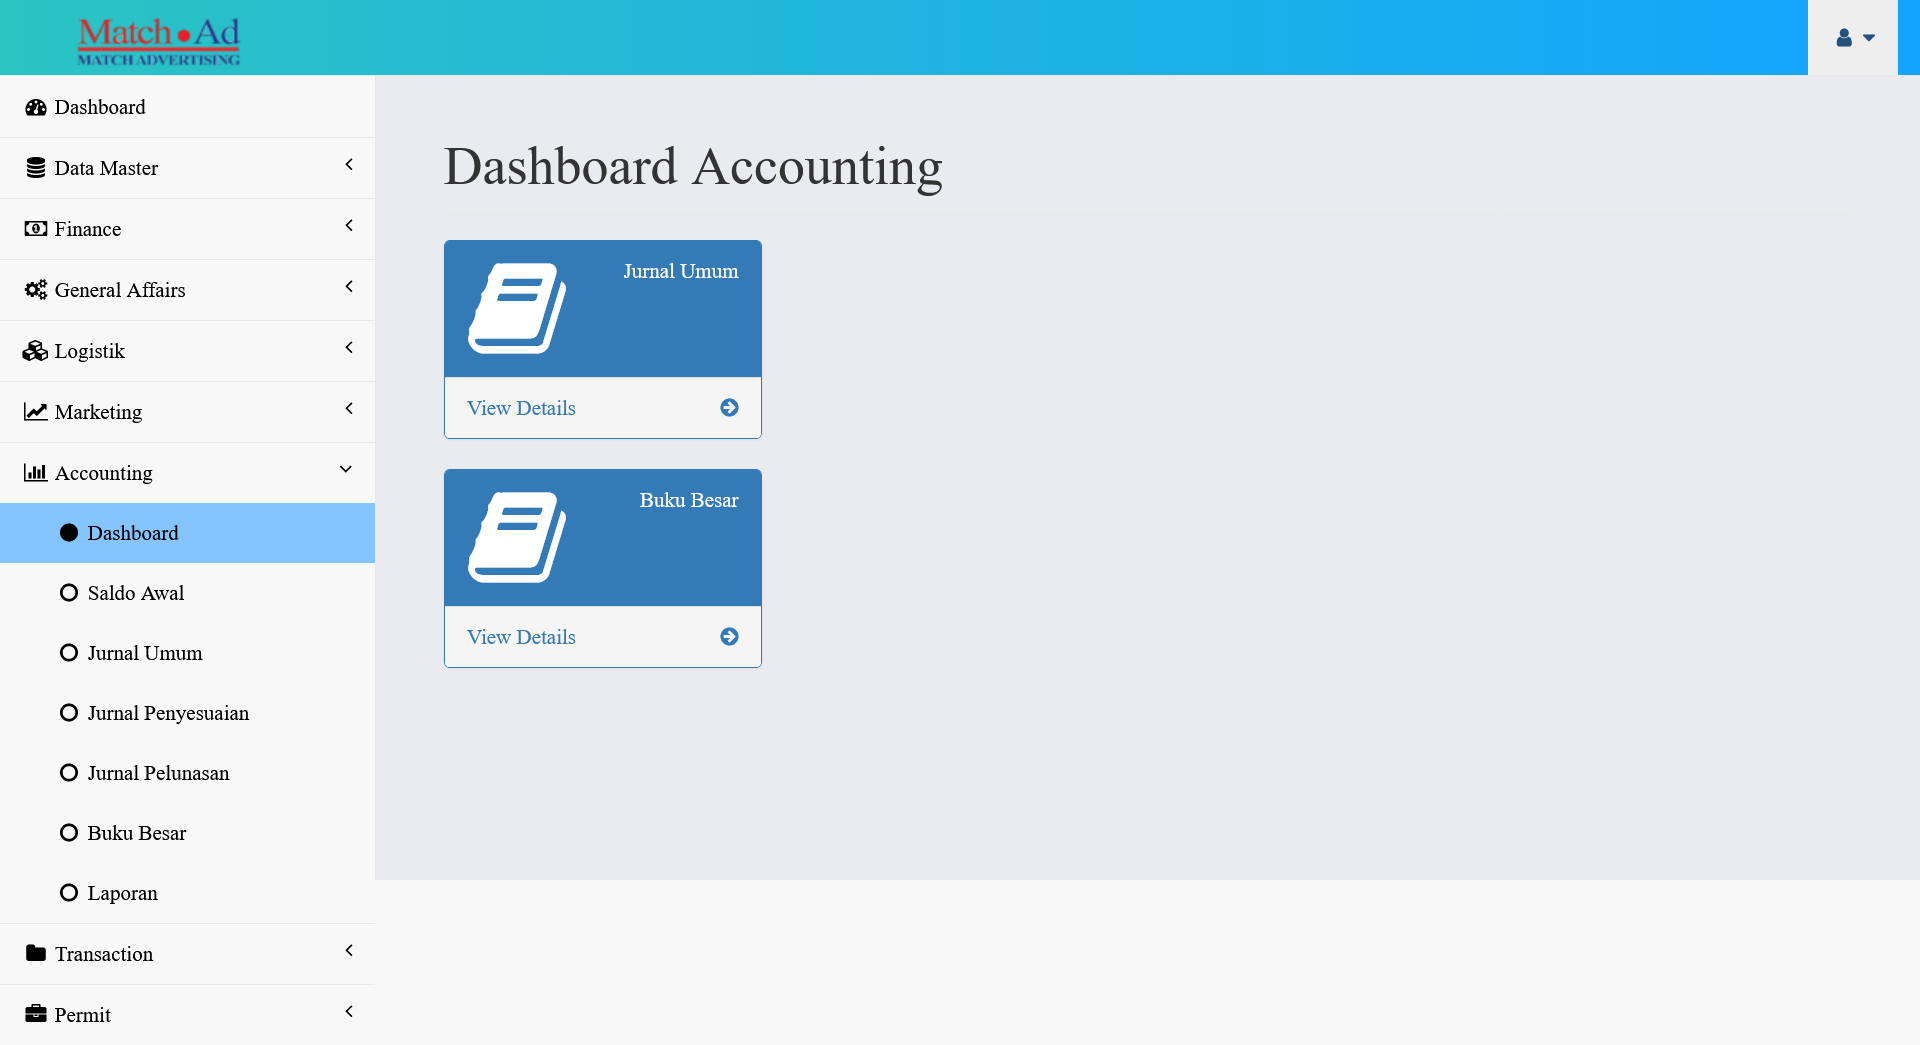 Match Ad
MATCH ADVERTISING
Dashboard
Data Master
Finance
General Affairs
Logistik
Marketing
Accounting
Dashboard
Saldo Awal
Jurnal Umum
Jurnal Penyesuaian
Jurnal Pelunasan
Buku Besar
Laporan
Transaction
Permit
Dashboard Accounting
Jurnal Umum
View Details
Buku Besar
View Details